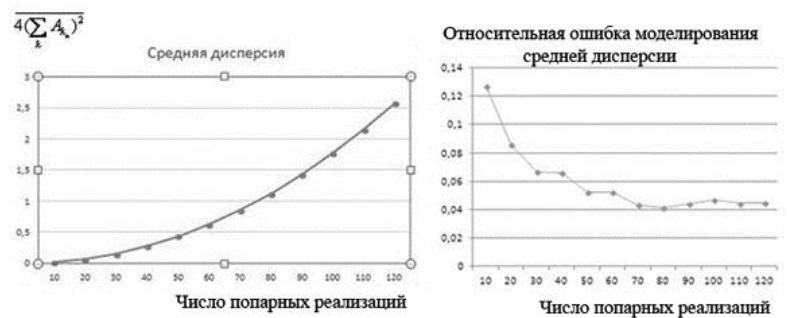 4(∑ A_{k_n})²
k
Средняя дисперсия
3
2,5
2
1,5
1
0,5
0
10 20 30 40 50 60 70 80 90 100 110 120
Число попарных реализаций
Относительная ошибка моделирования
средней дисперсии
0,14
0,12
0,1
0,08
0,06
0,04
0,02
0
10 20 30 40 50 60 70 80 90 100 110 120
Число попарных реализаций